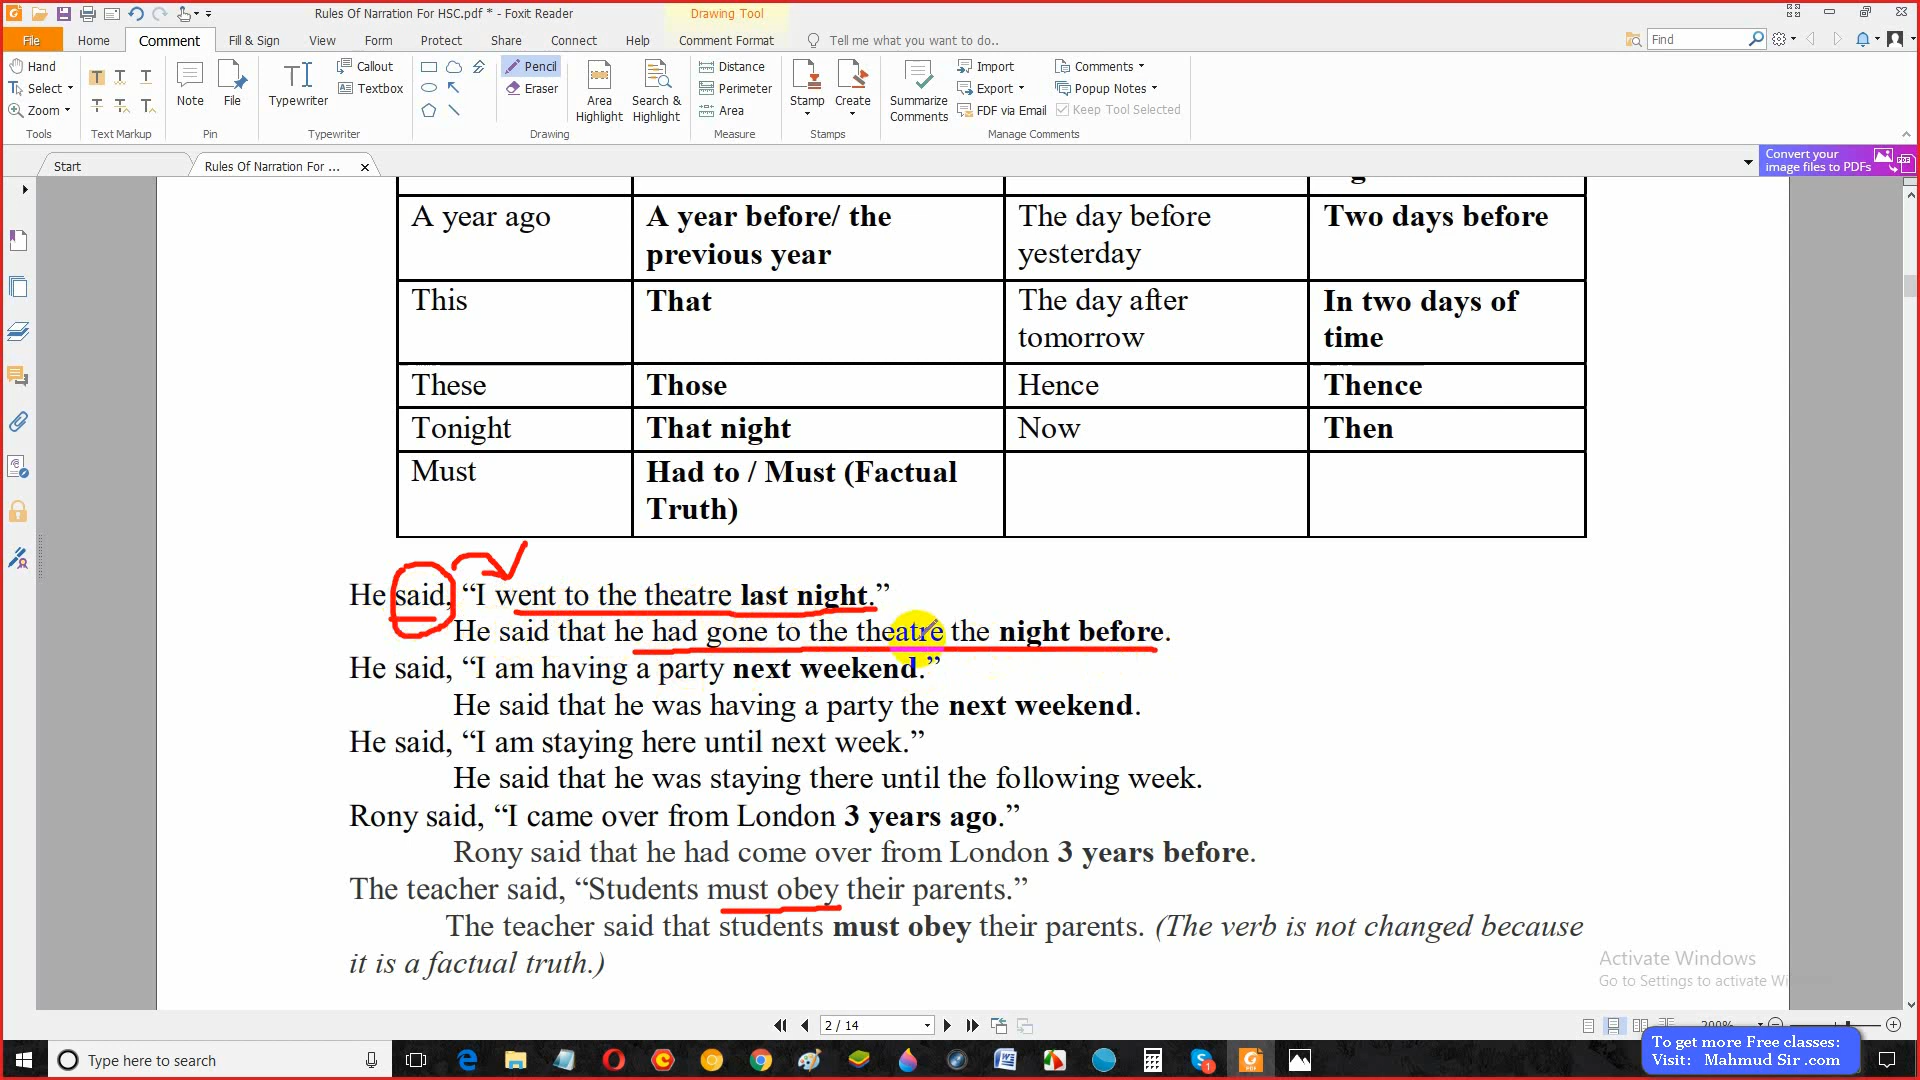 Rules Of Narration For HSC.pdf * - Foxit Reader
Drawing Tool
File Home Comment Fill & Sign View Form Protect Share Connect Help Comment Format Tell me what you want to do.. Find
Hand
Select
Zoom
Tools
Text Markup
Note
File
Pin
Typewriter
Callout
Textbox
Typewriter
Pencil
Eraser
Area Highlight
Search & Highlight
Drawing
Distance
Perimeter
Area
Measure
Stamp
Create
Stamps
Summarize Comments
Import
Export
FDF via Email
Comments
Popup Notes
Keep Tool Selected
Manage Comments
Start
Rules Of Narration For ...
Convert your
image files to PDFs
A year ago A year before/ the previous year The day before yesterday Two days before
This That The day after tomorrow In two days of time
These Those Hence Thence
Tonight That night Now Then
Must Had to / Must (Factual Truth)
He said, “I went to the theatre last night.”
He said that he had gone to the theatre the night before.
He said, “I am having a party next weekend.”
He said that he was having a party the next weekend.
He said, “I am staying here until next week.”
He said that he was staying there until the following week.
Rony said, “I came over from London 3 years ago.”
Rony said that he had come over from London 3 years before.
The teacher said, “Students must obey their parents.”
The teacher said that students must obey their parents. (The verb is not changed because
it is a factual truth.)
Activate Windows
Go to Settings to activate
2 / 14
200%
Type here to search
To get more Free classes:
Visit: Mahmud Sir .com